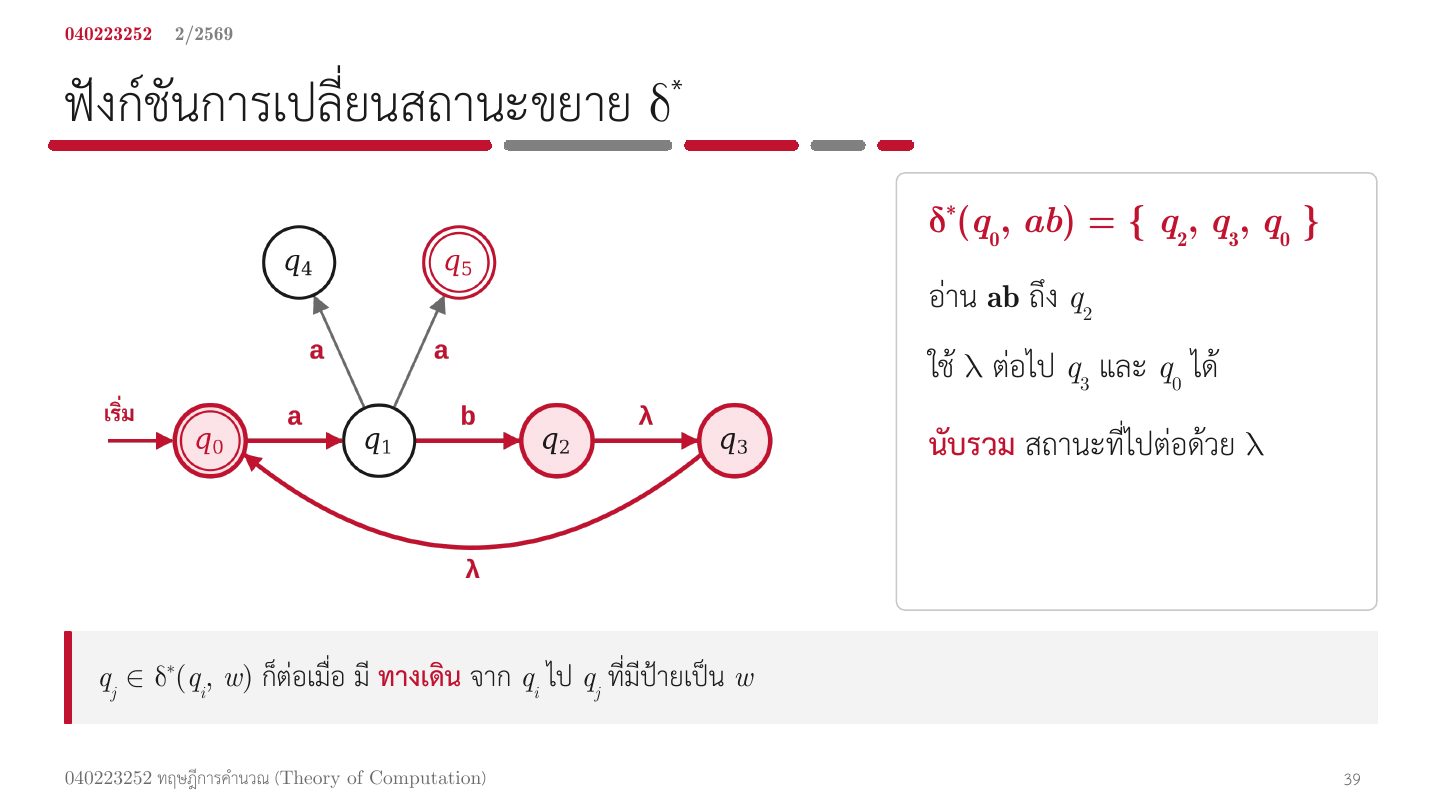 040223252 2/2569
ฟังก์ชันการเปลี่ยนสถานะขยาย δ*
q4
q5
a
a
เริ่ม
a
b
λ
q0
q1
q2
q3
λ
δ*(q0, ab) = { q2, q3, q0 }
อ่าน ab ถึง q2
ใช้ λ ต่อไป q3 และ q0 ได้
นับรวม สถานะที่ไปต่อด้วย λ
qj ∈ δ*(qi, w) ก็ต่อเมื่อ มี ทางเดิน จาก qi ไป qj ที่มีป้ายเป็น w
040223252 ทฤษฎีการคำนวณ (Theory of Computation)
39